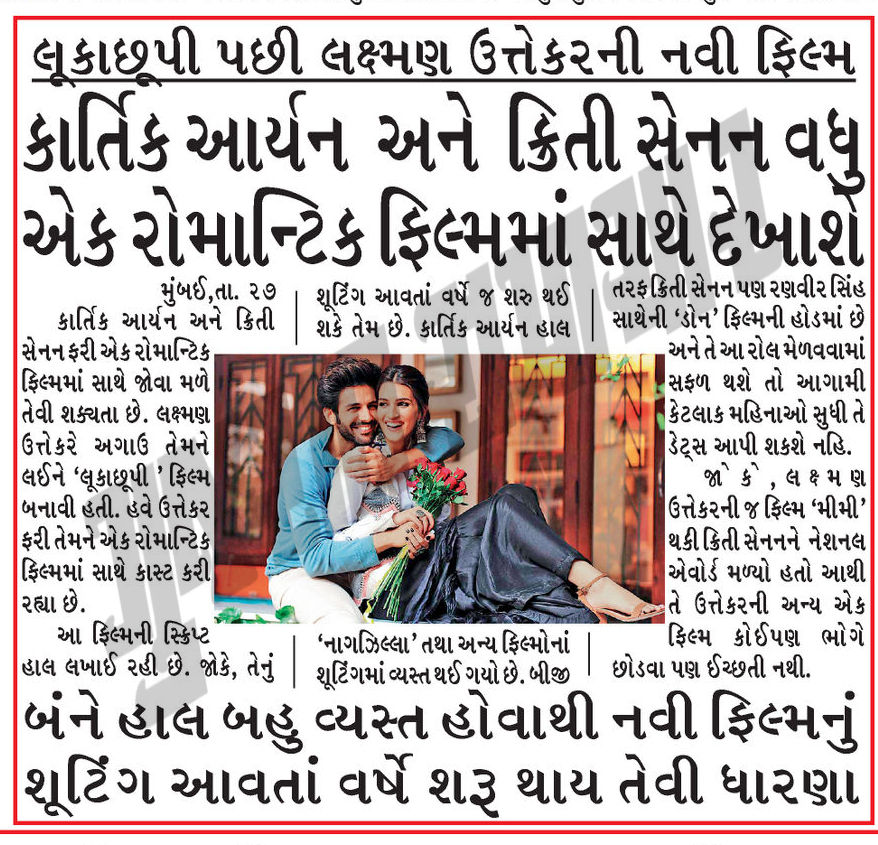 લૂકાછૂપી પછી લક્ષ્મણ ઉત્તેકરની નવી ફિલ્મ
કાર્તિક આર્યન અને ક્રિતી સેનન વધુ
એક રોમાન્ટિક ફિલ્મમાં સાથે દેખાશે
મુંબઈ,તા. ૨૭
કાર્તિક આર્યન અને ક્રિતી
સેનન ફરી એક રોમાન્ટિક
ફિલ્મમાં સાથે જોવા મળે
તેવી શક્યતા છે. લક્ષ્મણ
ઉત્તેકરે અગાઉ તેમને
લઈને ‘લૂકાછૂપી ’ ફિલ્મ
બનાવી હતી. હવે ઉત્તેકર
ફરી તેમને એક રોમાન્ટિક
ફિલ્મમાં સાથે કાસ્ટ કરી
રહ્યા છે.
આ ફિલ્મની સ્ક્રિપ્ટ
હાલ લખાઈ રહી છે. જોકે, તેનું
શૂટિંગ આવતાં વર્ષે જ શરુ થઈ
શકે તેમ છે. કાર્તિક આર્યન હાલ
‘નાગઝિલ્લા’ તથા અન્ય ફિલ્મોનાં
શૂટિંગમાં વ્યસ્ત થઈ ગયો છે. બીજી
તરફ ક્રિતી સેનન પણ રણવીર સિંહ
સાથેની ‘ડોન’ ફિલ્મની હોડમાં છે
અને તે આ રોલ મેળવવામાં
સફળ થશે તો આગામી
કેટલાક મહિનાઓ સુધી તે
ડેટ્સ આપી શકશે નહિ.
જો કે , લક્ષ્મણ
ઉત્તેકરની જ ફિલ્મ ‘મીમી’
થકી ક્રિતી સેનનને નેશનલ
એવોર્ડ મળ્યો હતો આથી
તે ઉત્તેકરની અન્ય એક
ફિલ્મ કોઈપણ ભોગે
છોડવા પણ ઈચ્છતી નથી.
બંને હાલ બહુ વ્યસ્ત હોવાથી નવી ફિલ્મનું
શૂટિંગ આવતાં વર્ષે શરૂ થાય તેવી ધારણા